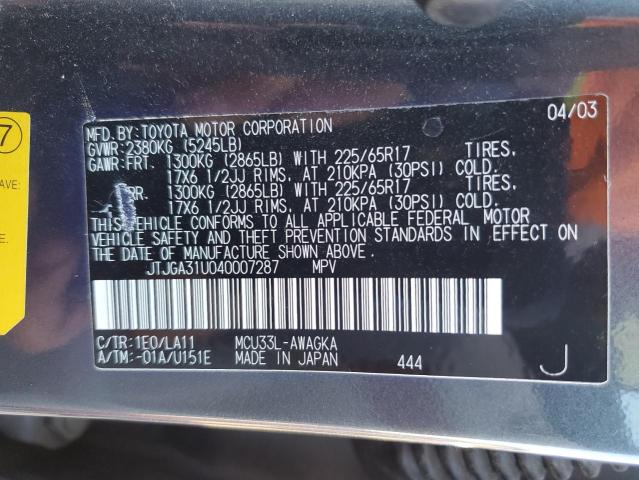 04/03
MFD.BY:TOYOTA MOTOR CORPORATION
GVWR:2380KG (5245LB)
GAWR:FRT. 1300KG (2865LB) WITH 225/65R17 TIRES,
17X6 1/2JJ RIMS, AT 210KPA (30PSI) COLD.
RR. 1300KG (2865LB) WITH 225/65R17 TIRES,
17X6 1/2JJ RIMS, AT 210KPA (30PSI) COLD.
THIS VEHICLE CONFORMS TO ALL APPLICABLE FEDERAL MOTOR
VEHICLE SAFETY AND THEFT PREVENTION STANDARDS IN EFFECT ON
THE DATE OF MANUFACTURE SHOWN ABOVE.
JTJGA31U040007287 MPV
C/TR:1E0/LA11 MCU33L-AWAGKA
A/TM:-01A/U151E MADE IN JAPAN 444 J
7
AVE: